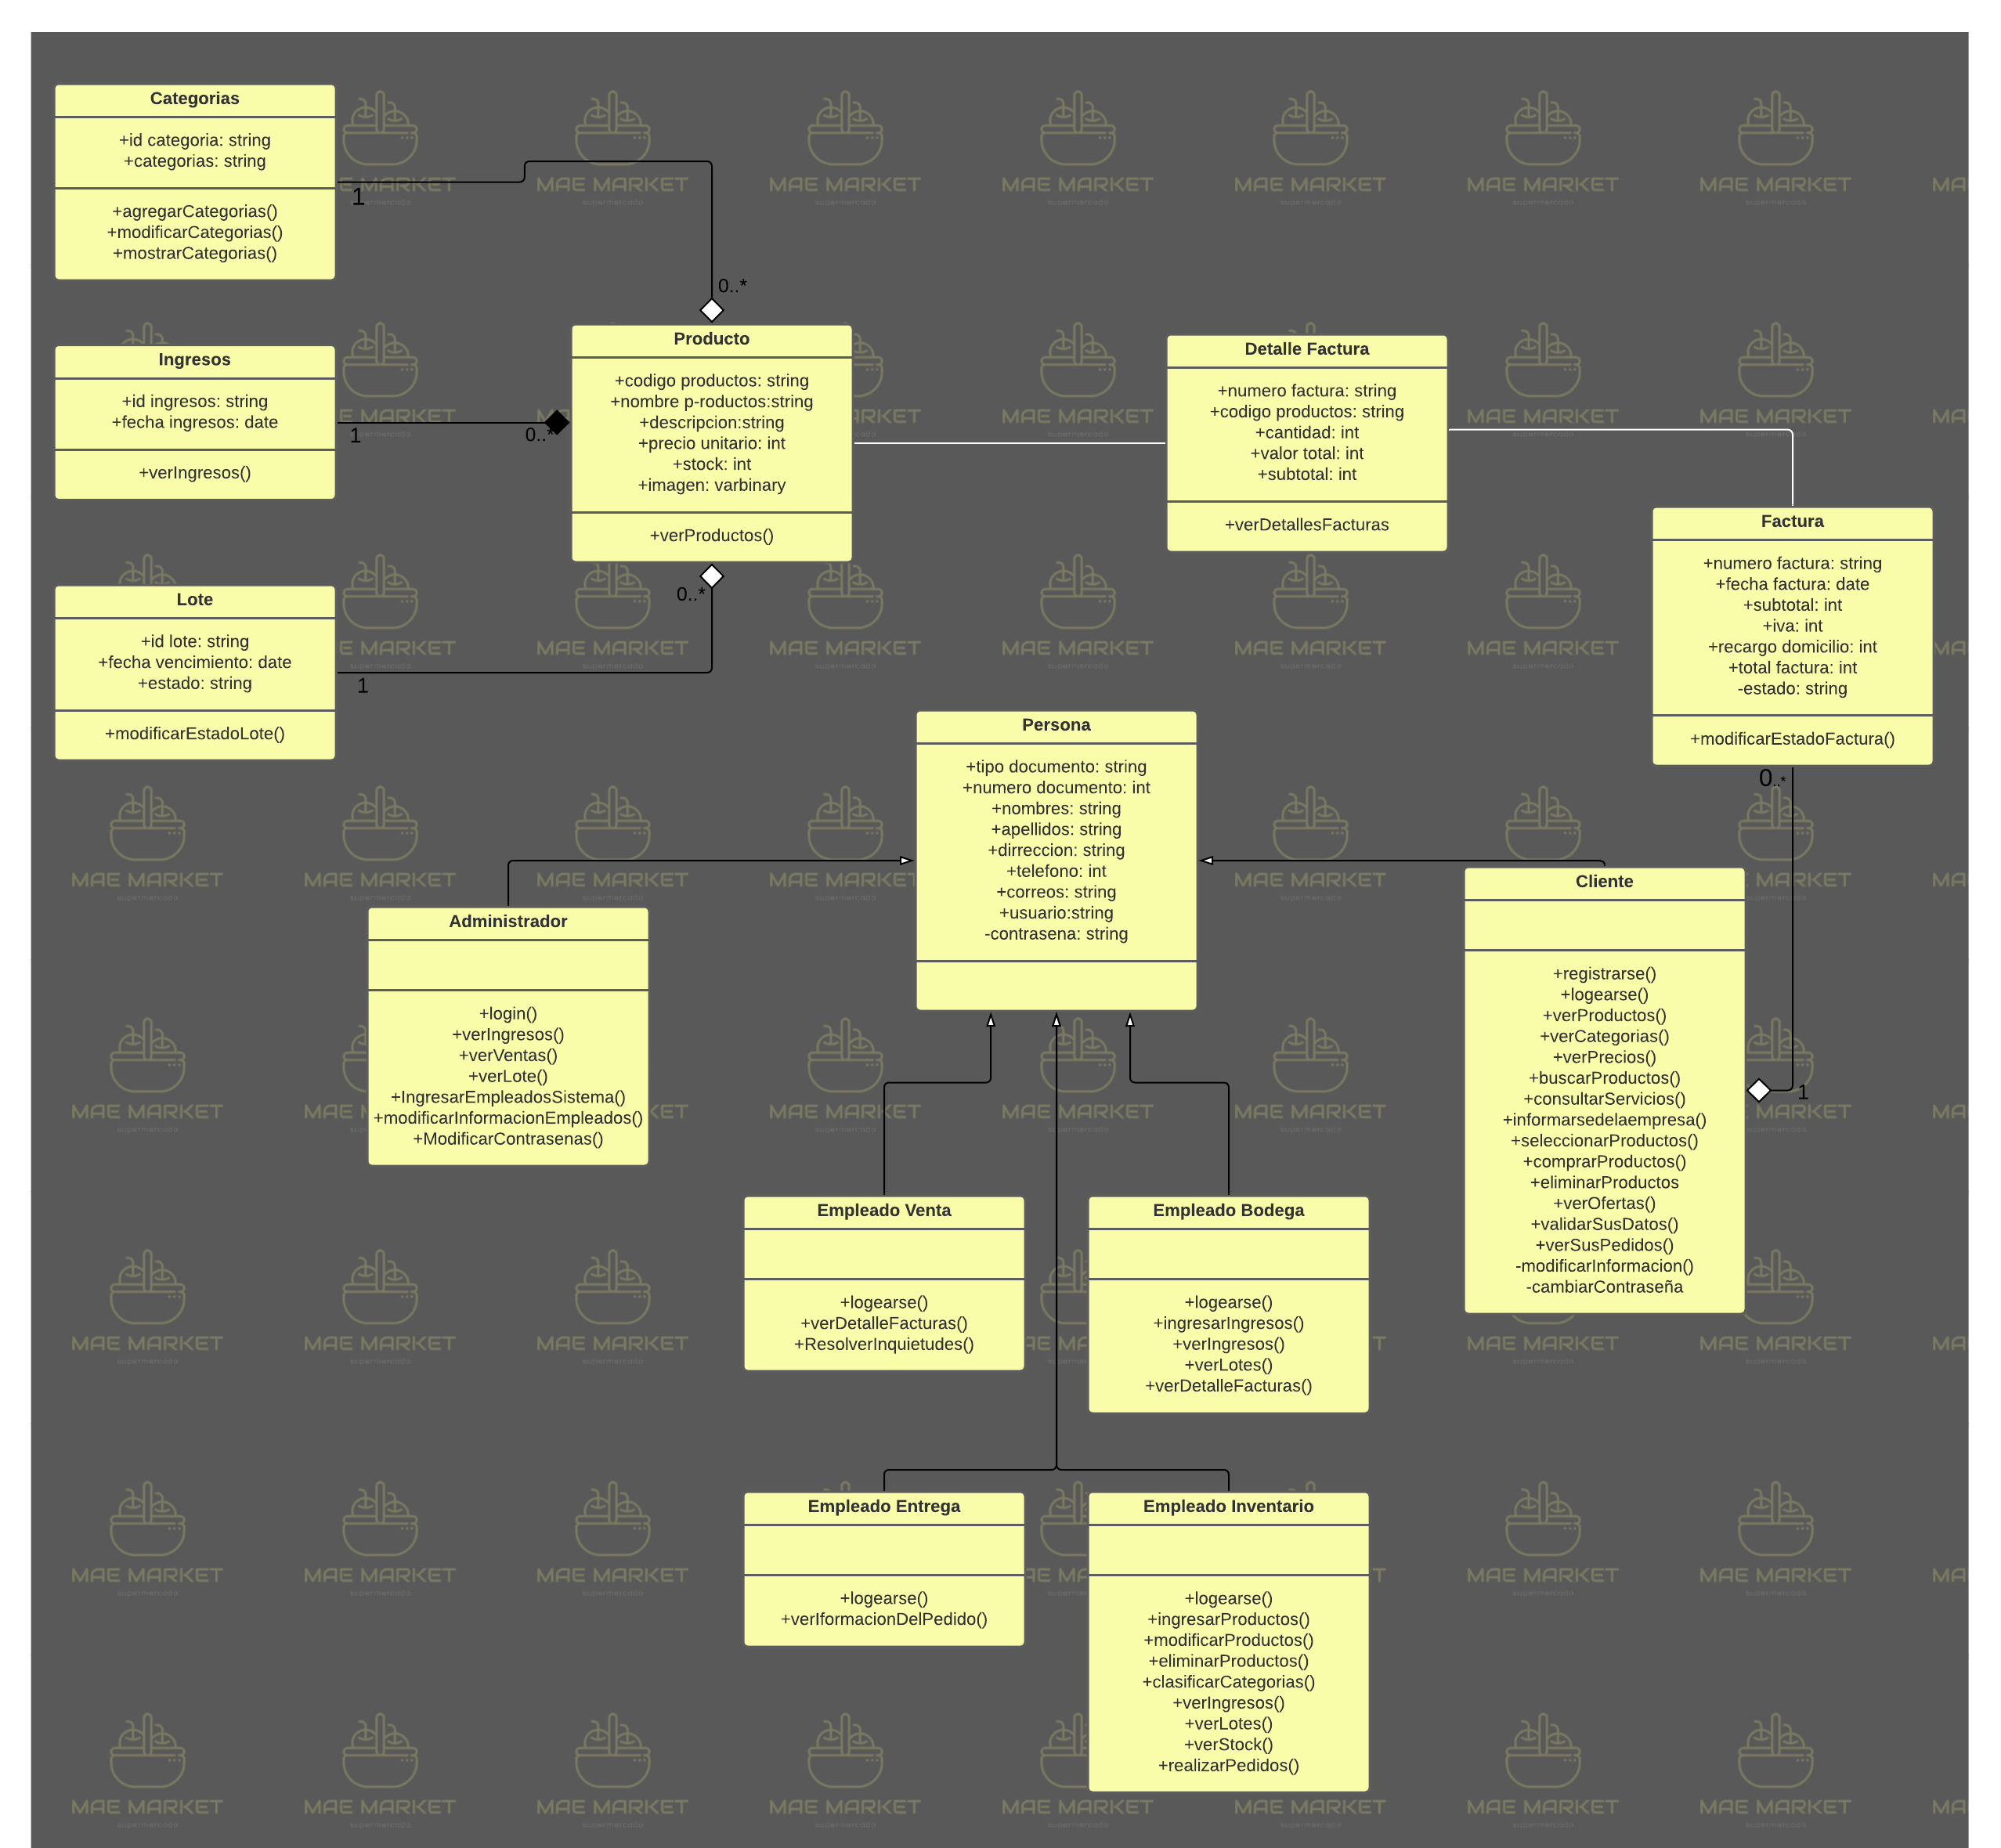 Categorias
+id categoria: string
+categorias: string
+agregarCategorias()
+modificarCategorias()
+mostrarCategorias()
1
0..*
Ingresos
+id ingresos: string
+fecha ingresos: date
+verIngresos()
1
0..*
Producto
+codigo productos: string
+nombre p-roductos:string
+descripcion:string
+precio unitario: int
+stock: int
+imagen: varbinary
+verProductos()
Detalle Factura
+numero factura: string
+codigo productos: string
+cantidad: int
+valor total: int
+subtotal: int
+verDetallesFacturas
Factura
+numero factura: string
+fecha factura: date
+subtotal: int
+iva: int
+recargo domicilio: int
+total factura: int
-estado: string
+modificarEstadoFactura()
0..*
Lote
+id lote: string
+fecha vencimiento: date
+estado: string
+modificarEstadoLote()
1
0..*
Persona
+tipo documento: string
+numero documento: int
+nombres: string
+apellidos: string
+dirreccion: string
+telefono: int
+correos: string
+usuario:string
-contrasena: string
Administrador
+login()
+verIngresos()
+verVentas()
+verLote()
+IngresarEmpleadosSistema()
+modificarInformacionEmpleados()
+ModificarContrasenas()
Cliente
+registrarse()
+logearse()
+verProductos()
+verCategorias()
+verPrecios()
+buscarProductos()
+consultarServicios()
+informarsedelaempresa()
+seleccionarProductos()
+comprarProductos()
+eliminarProductos
+verOfertas()
+validarSusDatos()
+verSusPedidos()
-modificarInformacion()
-cambiarContraseña
1
Empleado Venta
+logearse()
+verDetalleFacturas()
+ResolverInquietudes()
Empleado Bodega
+logearse()
+ingresarIngresos()
+verIngresos()
+verLotes()
+verDetalleFacturas()
Empleado Entrega
+logearse()
+verIformacionDelPedido()
Empleado Inventario
+logearse()
+ingresarProductos()
+modificarProductos()
+eliminarProductos()
+clasificarCategorias()
+verIngresos()
+verLotes()
+verStock()
+realizarPedidos()
MAE MARKET
supermercado